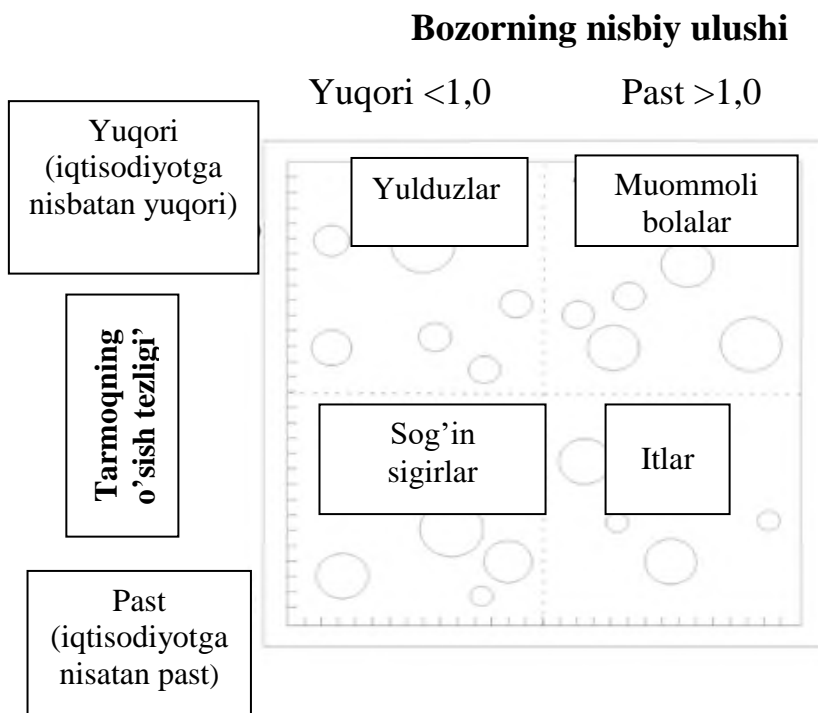 Bozorning nisbiy ulushi
Yuqori <1,0
Past >1,0
Yuqori
(iqtisodiyotga
nisbatan yuqori)
Yulduzlar
Muommoli
bolalar
Tarmoqning
o’sish tezligi’
Sog’in
sigirlar
Itlar
Past
(iqtisodiyotga
nisatan past)